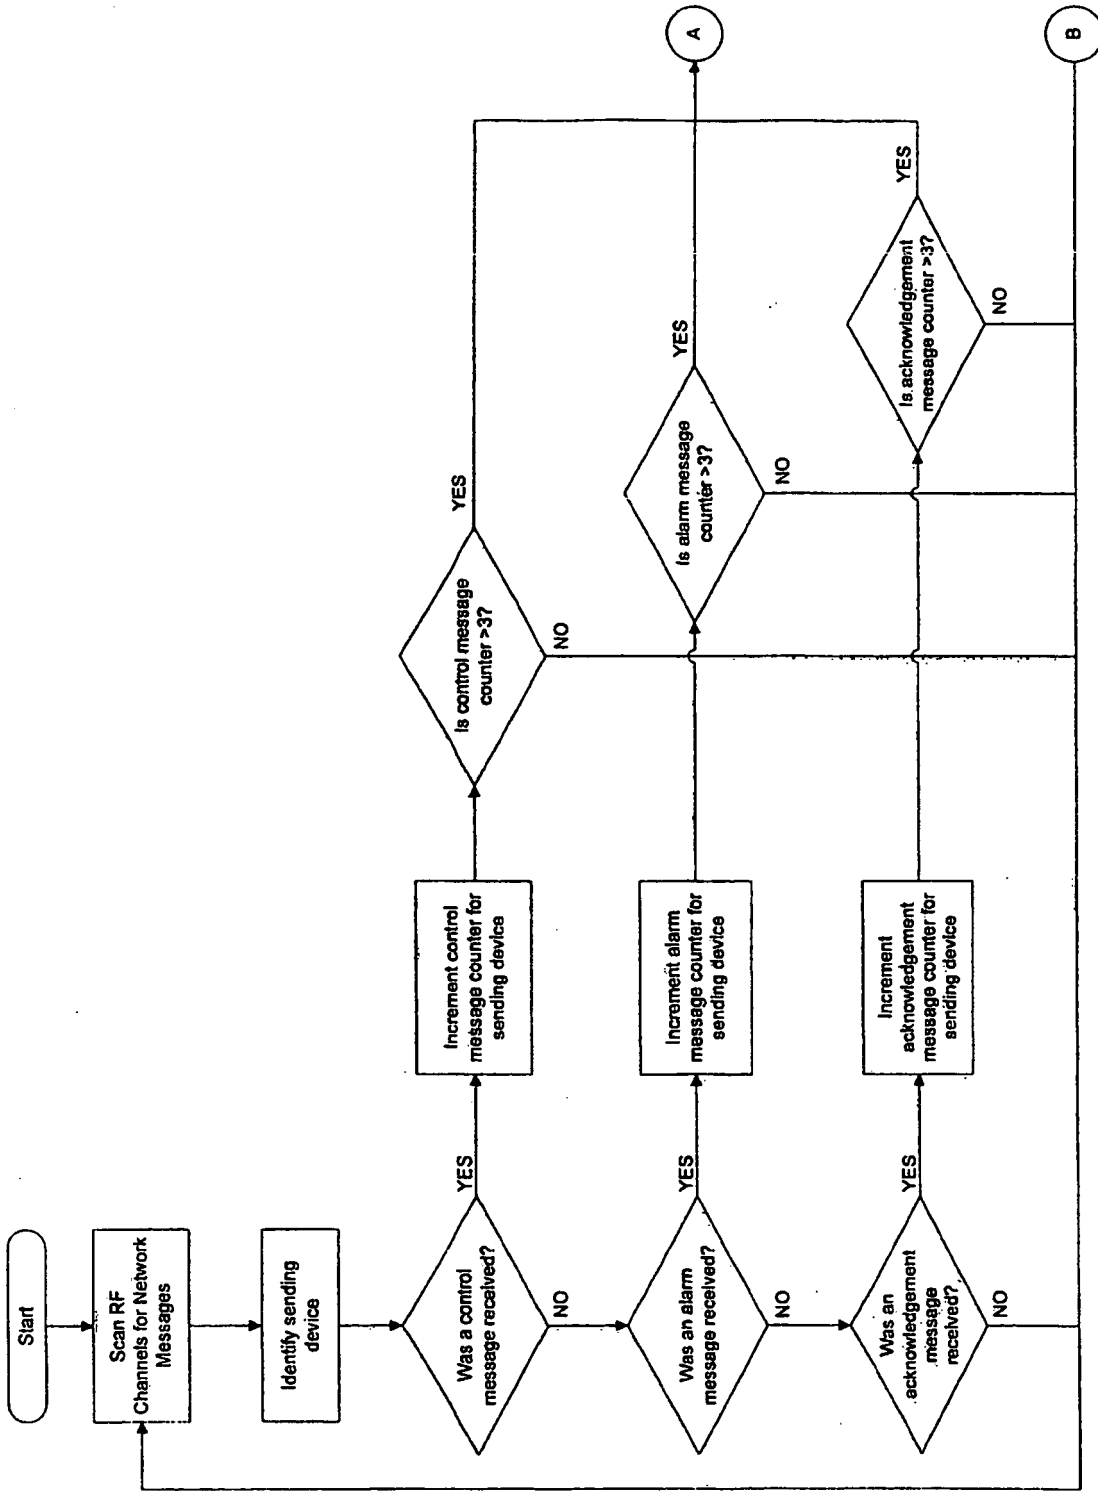 Start
Scan RF
Channels for Network
Messages
Identify sending
device
Was a control
message received?
YES
NO
Increment control
message counter for
sending device
Is control message
counter >3?
YES
NO
Was an alarm
message received?
YES
NO
Increment alarm
message counter for
sending device
Is alarm message
counter >3?
YES
NO
A
Was an
acknowledgement
message
received?
YES
NO
Increment
acknowledgement
message counter for
sending device
Is acknowledgement
message counter >3?
YES
NO
B